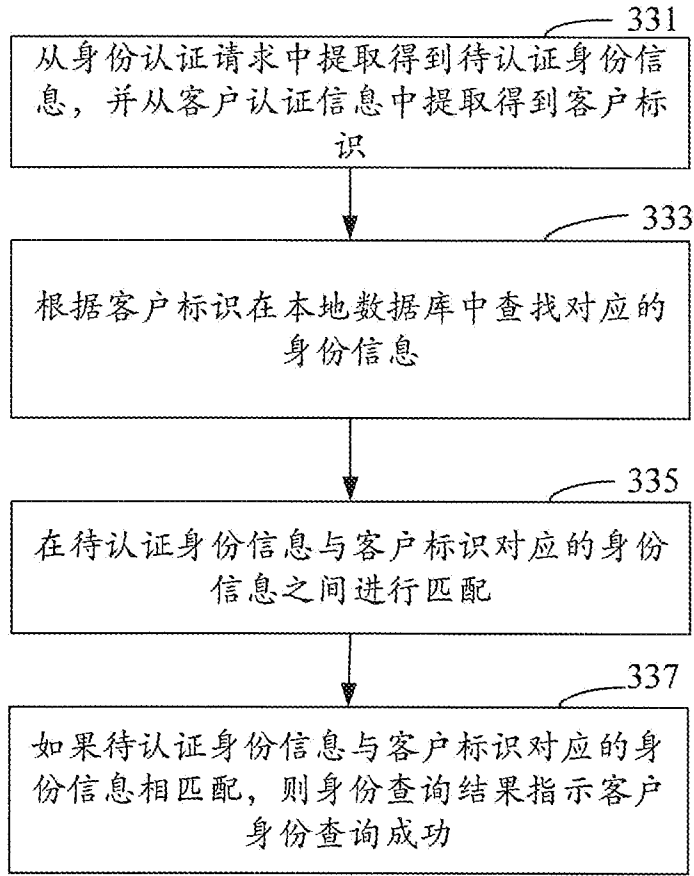 331
从身份认证请求中提取得到待认证身份信
息，并从客户认证信息中提取得到客户标
识
333
根据客户标识在本地数据库中查找对应的
身份信息
335
在待认证身份信息与客户标识对应的身份
信息之间进行匹配
337
如果待认证身份信息与客户标识对应的身
份信息相匹配，则身份查询结果指示客户
身份查询成功